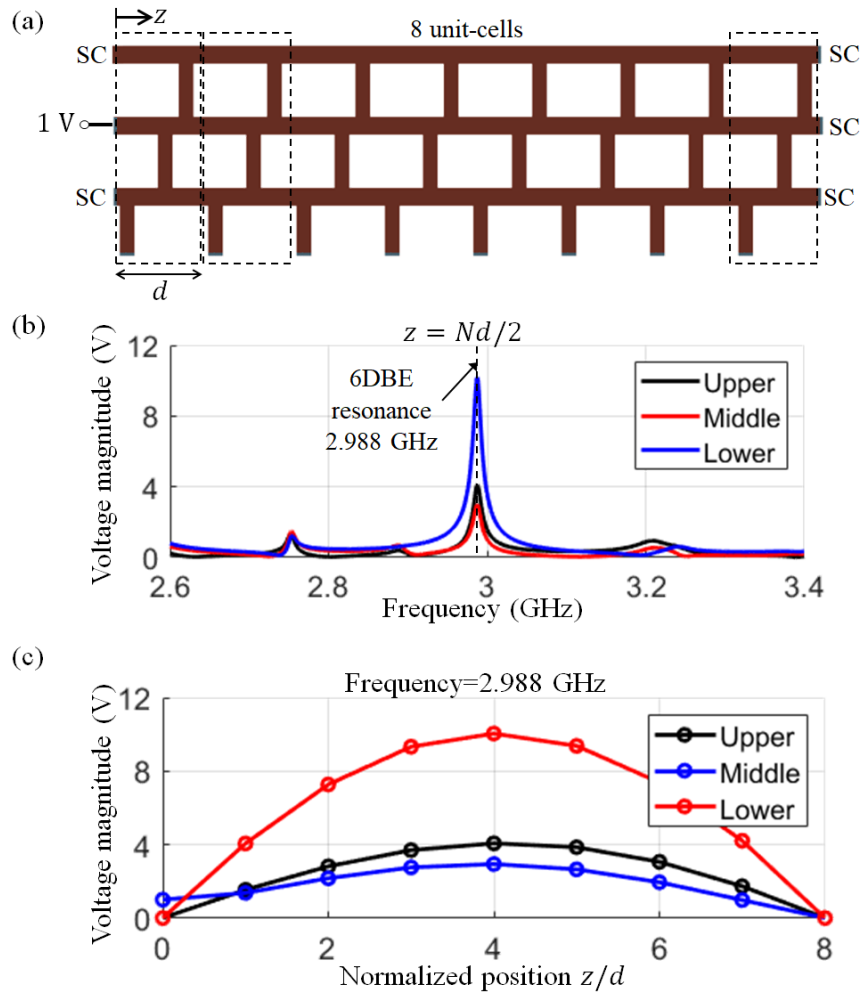 (a)
z
8 unit-cells
SC
SC
1 V
SC
SC
d
(b)
z = Nd/2
Voltage magnitude (V)
12
8
4
0
6DBE
resonance
2.988 GHz
Upper
Middle
Lower
2.6
2.8
3
3.2
3.4
Frequency (GHz)
(c)
Frequency=2.988 GHz
Voltage magnitude (V)
12
8
4
0
Upper
Middle
Lower
0
2
4
6
8
Normalized position z/d